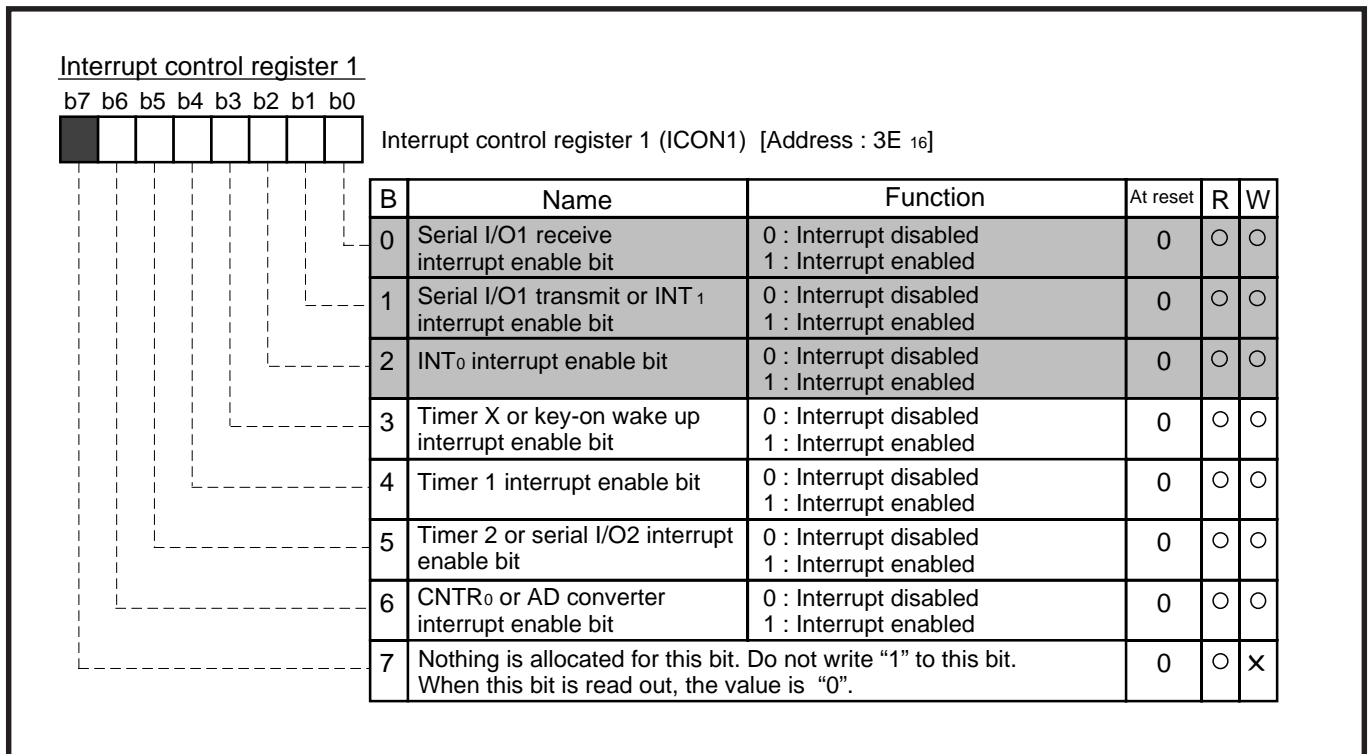 Interrupt control register 1
b7 b6 b5 b4 b3 b2 b1 b0
Interrupt control register 1 (ICON1) [Address : 3E 16]
B Name Function At reset R W
0 Serial I/O1 receive interrupt enable bit 0 : Interrupt disabled 1 : Interrupt enabled 0 ○ ○
1 Serial I/O1 transmit or INT1 interrupt enable bit 0 : Interrupt disabled 1 : Interrupt enabled 0 ○ ○
2 INT0 interrupt enable bit 0 : Interrupt disabled 1 : Interrupt enabled 0 ○ ○
3 Timer X or key-on wake up interrupt enable bit 0 : Interrupt disabled 1 : Interrupt enabled 0 ○ ○
4 Timer 1 interrupt enable bit 0 : Interrupt disabled 1 : Interrupt enabled 0 ○ ○
5 Timer 2 or serial I/O2 interrupt enable bit 0 : Interrupt disabled 1 : Interrupt enabled 0 ○ ○
6 CNTR0 or AD converter interrupt enable bit 0 : Interrupt disabled 1 : Interrupt enabled 0 ○ ○
7 Nothing is allocated for this bit. Do not write “1” to this bit. When this bit is read out, the value is “0”. 0 ○ ×